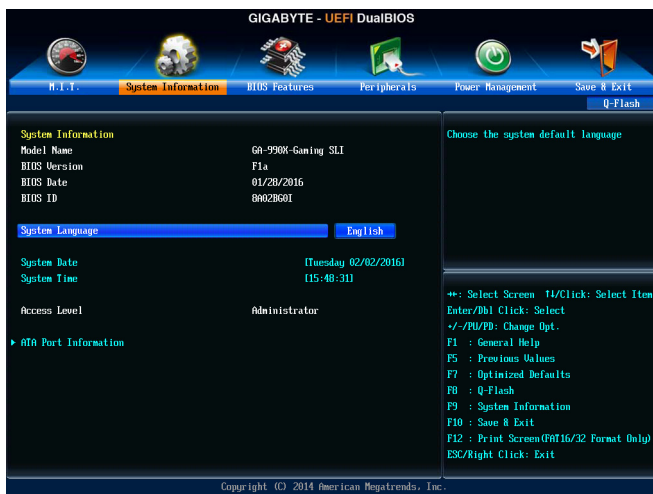 GIGABYTE - UEFI DualBIOS
M.I.T.
System Information
BIOS Features
Peripherals
Power Management
Save & Exit
Q-Flash
System Information
Model Name GA-990X-Gaming SLI
BIOS Version F1a
BIOS Date 01/28/2016
BIOS ID 8A02BG0I
System Language English
System Date [Tuesday 02/02/2016]
System Time [15:48:31]
Access Level Administrator
ATA Port Information
Choose the system default language
→←: Select Screen ↑↓/Click: Select Item
Enter/Dbl Click: Select
+/-/PU/PD: Change Opt.
F1 : General Help
F5 : Previous Values
F7 : Optimized Defaults
F8 : Q-Flash
F9 : System Information
F10 : Save & Exit
F12 : Print Screen(FAT16/32 Format Only)
ESC/Right Click: Exit
Copyright (C) 2014 American Megatrends, Inc.